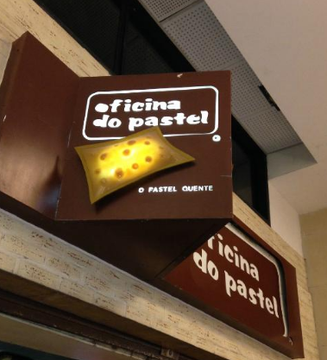 oficina
do pastel
O PASTEL QUENTE
oficina
do pastel